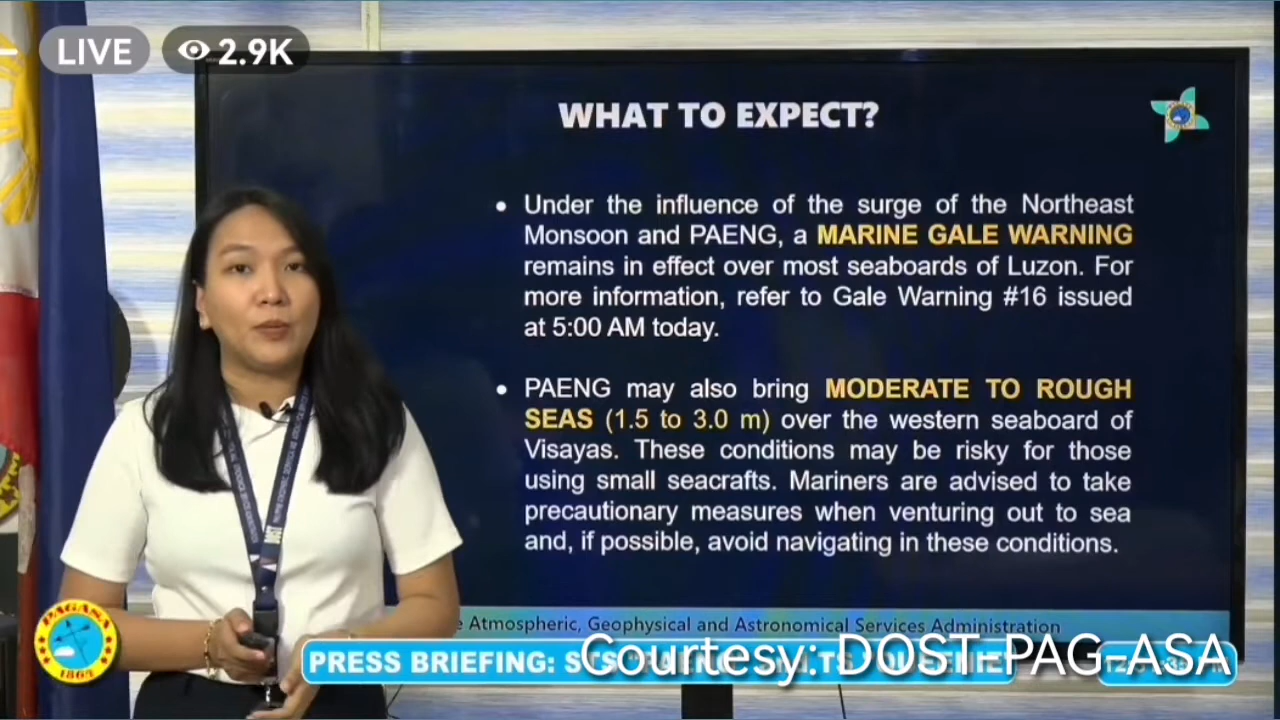 LIVE
2.9K
WHAT TO EXPECT?
• Under the influence of the surge of the Northeast
Monsoon and PAENG, a MARINE GALE WARNING
remains in effect over most seaboards of Luzon. For
more information, refer to Gale Warning #16 issued
at 5:00 AM today.
• PAENG may also bring MODERATE TO ROUGH
SEAS (1.5 to 3.0 m) over the western seaboard of
Visayas. These conditions may be risky for those
using small seacrafts. Mariners are advised to take
precautionary measures when venturing out to sea
and, if possible, avoid navigating in these conditions.
Atmospheric, Geophysical and Astronomical Services Administration
PRESS BRIEFING: STS "PAENG"
Courtesy: DOST-PAG-ASA
PAGASA
1865
DOST